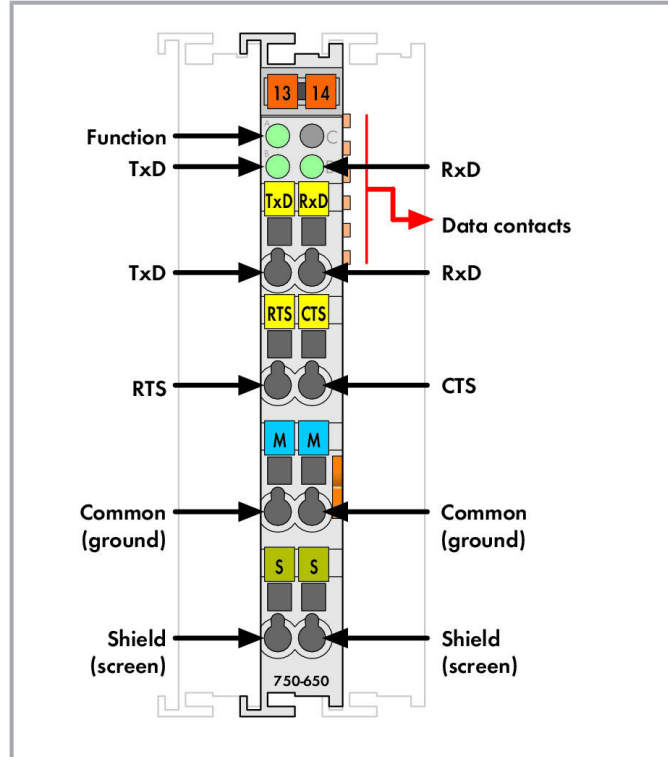 13 14
A
C
Function
B
TxD
RxD
TxD RxD
Data contacts
TxD
RxD
RTS CTS
RTS
CTS
M M
Common
(ground)
Common
(ground)
S S
Shield
(screen)
Shield
(screen)
750-650